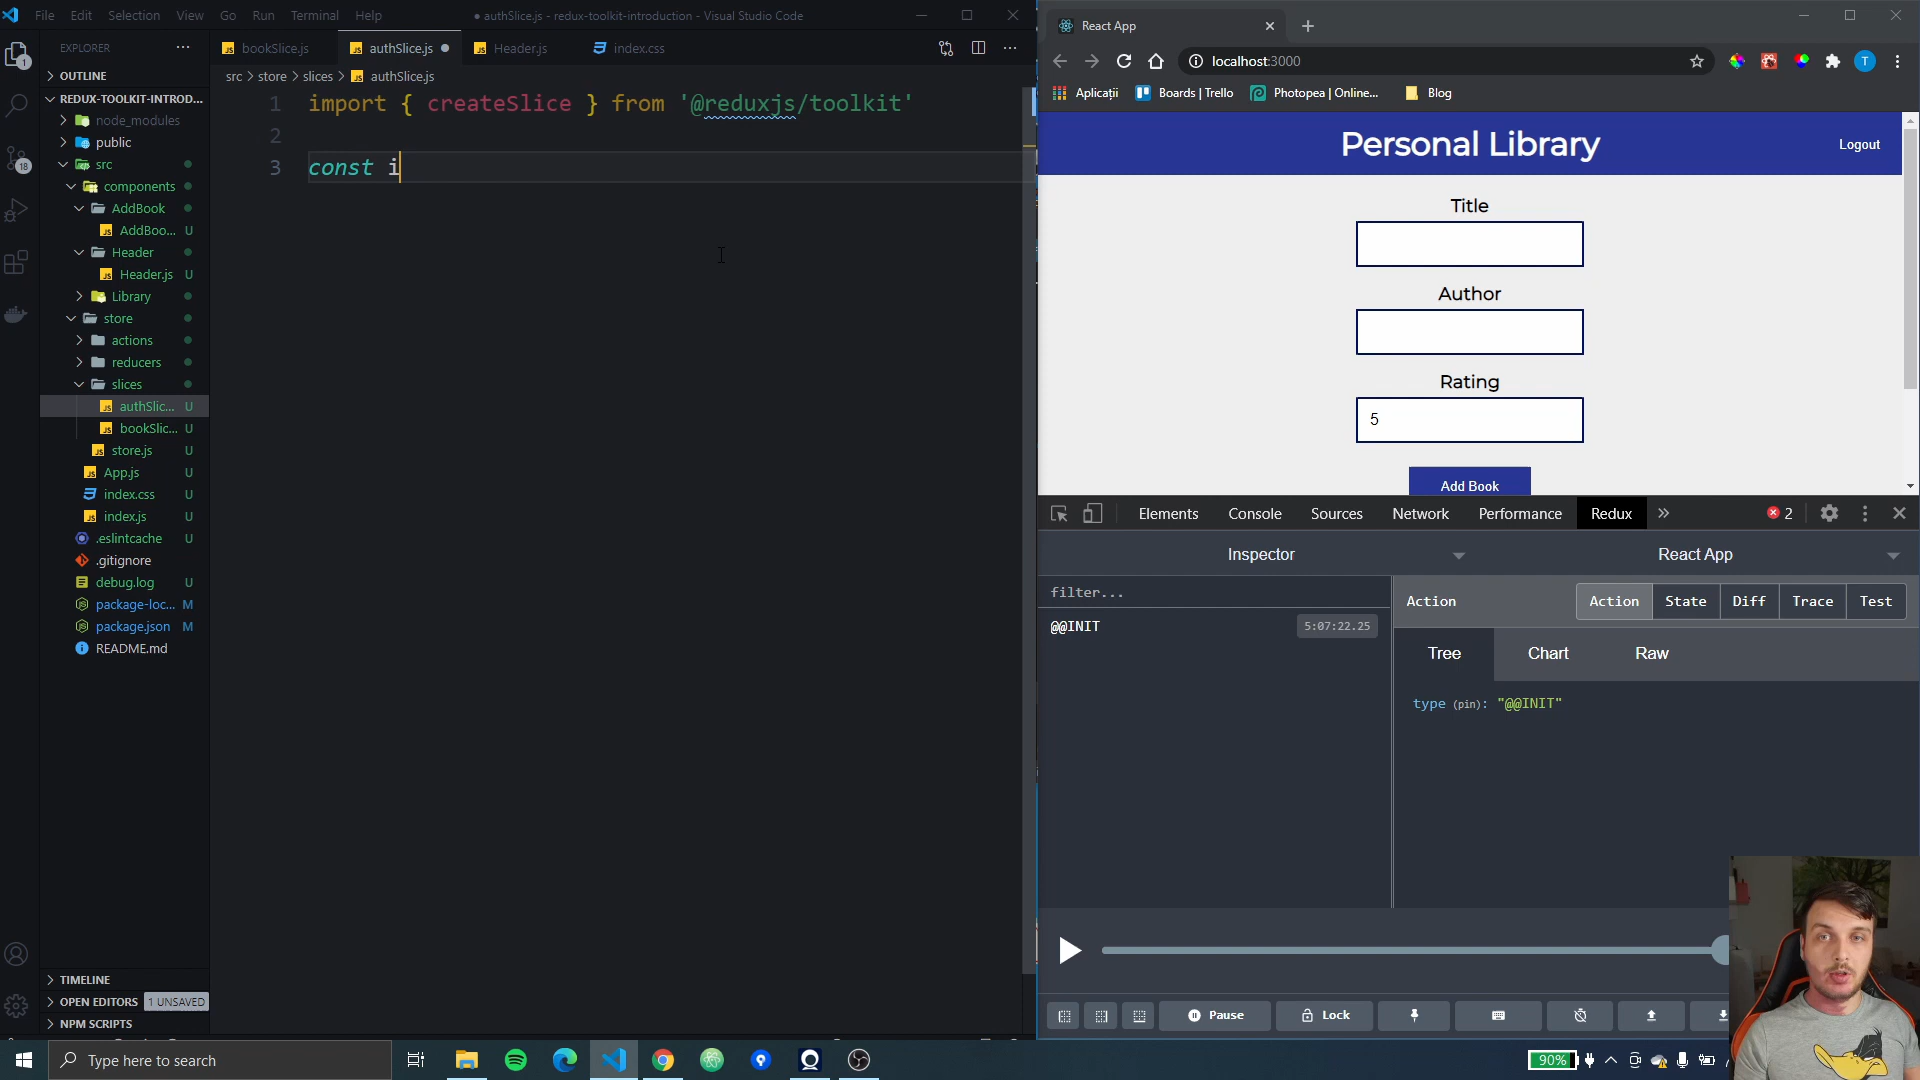 File Edit Selection View Go Run Terminal Help
● authSlice.js - redux-toolkit-introduction - Visual Studio Code
EXPLORER
OUTLINE
REDUX-TOOLKIT-INTROD...
node_modules
public
src
components
AddBook
AddBoo... U
Header
Header.js U
Library
store
actions
reducers
slices
authSlic... U
bookSlic... U
store.js U
App.js U
index.css U
index.js U
.eslintcache U
.gitignore
debug.log U
package-loc... M
package.json M
README.md
TIMELINE
OPEN EDITORS 1 UNSAVED
NPM SCRIPTS
1
18
bookSlice.js authSlice.js Header.js index.css
src > store > slices > authSlice.js
1 import { createSlice } from '@reduxjs/toolkit'
2
3 const i
React App
localhost:3000
T
Aplicații Boards | Trello Photopea | Online... Blog
Personal Library
Logout
Title
Author
Rating
5
Add Book
Elements Console Sources Network Performance Redux 2
Inspector React App
filter...
@@INIT 5:07:22.25
Action
Action State Diff Trace Test
Tree Chart Raw
type (pin): "@@INIT"
Pause Lock
Type here to search
90%